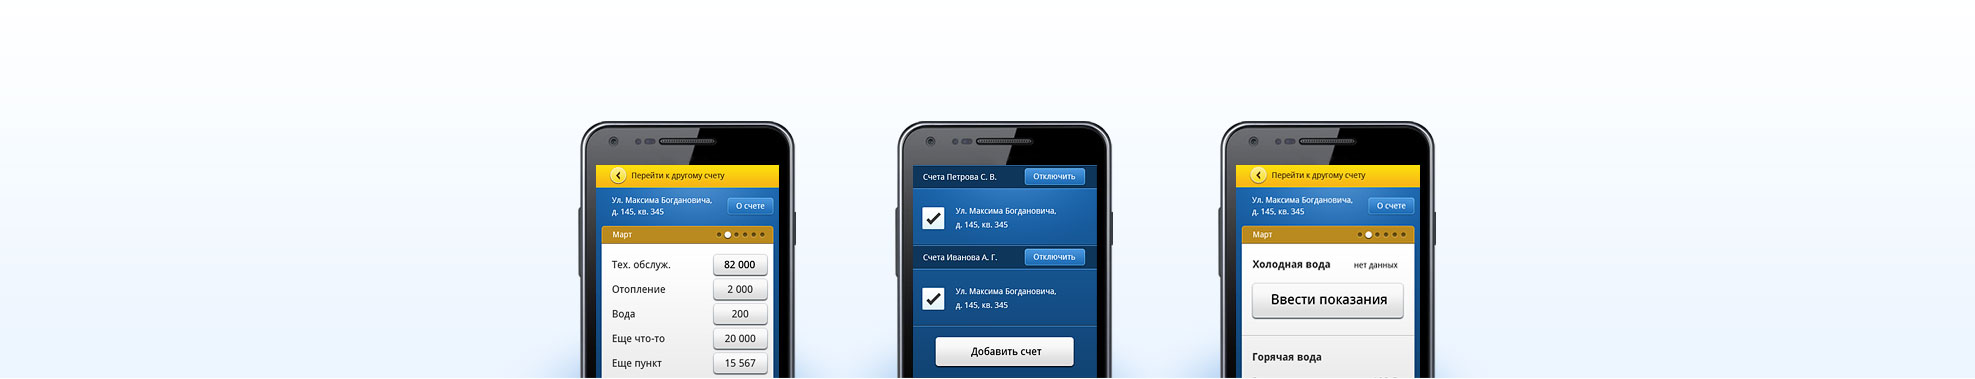 Перейти к другому счету
Ул. Максима Богдановича,
д. 145, кв. 345
О счете
Март
Тех. обслуж. 82 000
Отопление 2 000
Вода 200
Еще что-то 20 000
Еще пункт 15 567
Счета Петрова С. В. Отключить
Ул. Максима Богдановича,
д. 145, кв. 345
Счета Иванова А. Г. Отключить
Ул. Максима Богдановича,
д. 145, кв. 345
Добавить счет
Перейти к другому счету
Ул. Максима Богдановича,
д. 145, кв. 345
О счете
Март
Холодная вода нет данных
Ввести показания
Горячая вода